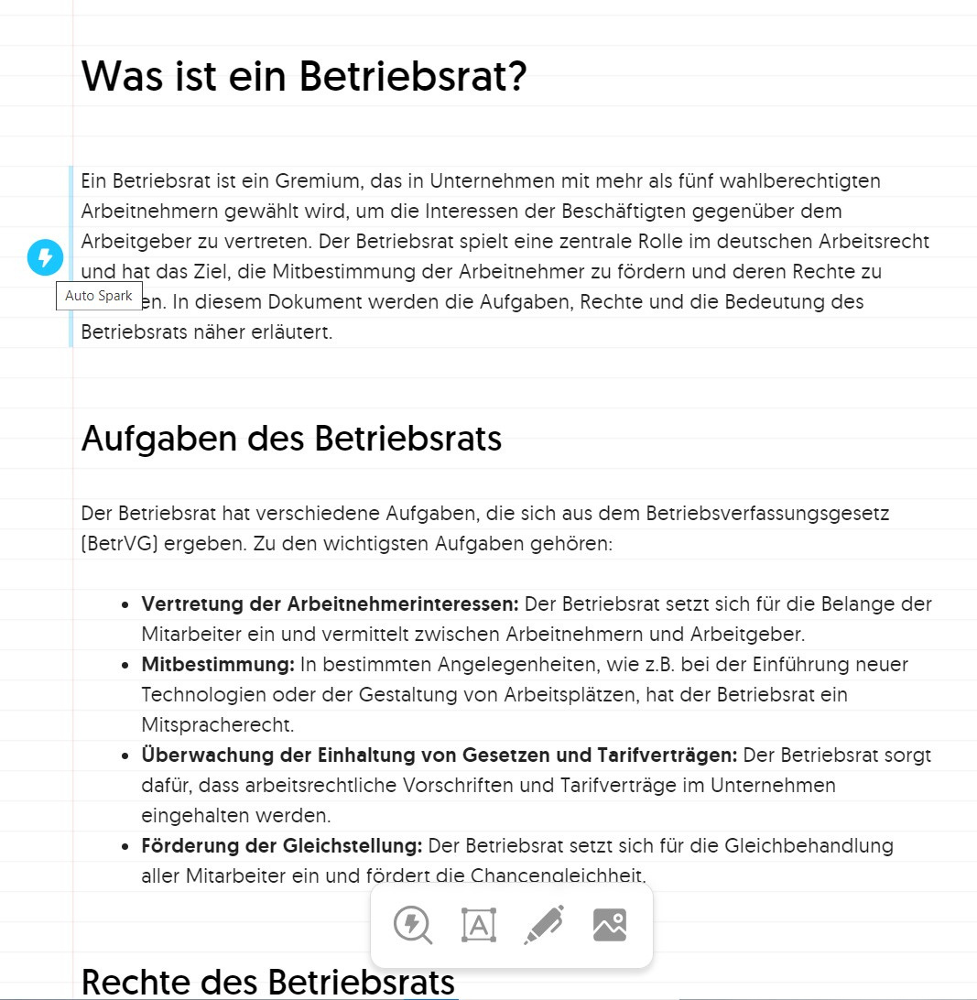 Was ist ein Betriebsrat?
Ein Betriebsrat ist ein Gremium, das in Unternehmen mit mehr als fünf wahlberechtigten
Arbeitnehmern gewählt wird, um die Interessen der Beschäftigten gegenüber dem
Arbeitgeber zu vertreten. Der Betriebsrat spielt eine zentrale Rolle im deutschen Arbeitsrecht
und hat das Ziel, die Mitbestimmung der Arbeitnehmer zu fördern und deren Rechte zu
Auto Spark
en. In diesem Dokument werden die Aufgaben, Rechte und die Bedeutung des
Betriebsrats näher erläutert.
Aufgaben des Betriebsrats
Der Betriebsrat hat verschiedene Aufgaben, die sich aus dem Betriebsverfassungsgesetz
(BetrVG) ergeben. Zu den wichtigsten Aufgaben gehören:
• Vertretung der Arbeitnehmerinteressen: Der Betriebsrat setzt sich für die Belange der
Mitarbeiter ein und vermittelt zwischen Arbeitnehmern und Arbeitgeber.
• Mitbestimmung: In bestimmten Angelegenheiten, wie z.B. bei der Einführung neuer
Technologien oder der Gestaltung von Arbeitsplätzen, hat der Betriebsrat ein
Mitspracherecht.
• Überwachung der Einhaltung von Gesetzen und Tarifverträgen: Der Betriebsrat sorgt
dafür, dass arbeitsrechtliche Vorschriften und Tarifverträge im Unternehmen
eingehalten werden.
• Förderung der Gleichstellung: Der Betriebsrat setzt sich für die Gleichbehandlung
aller Mitarbeiter ein und fördert die Chancengleichheit.
A
Rechte des Betriebsrats